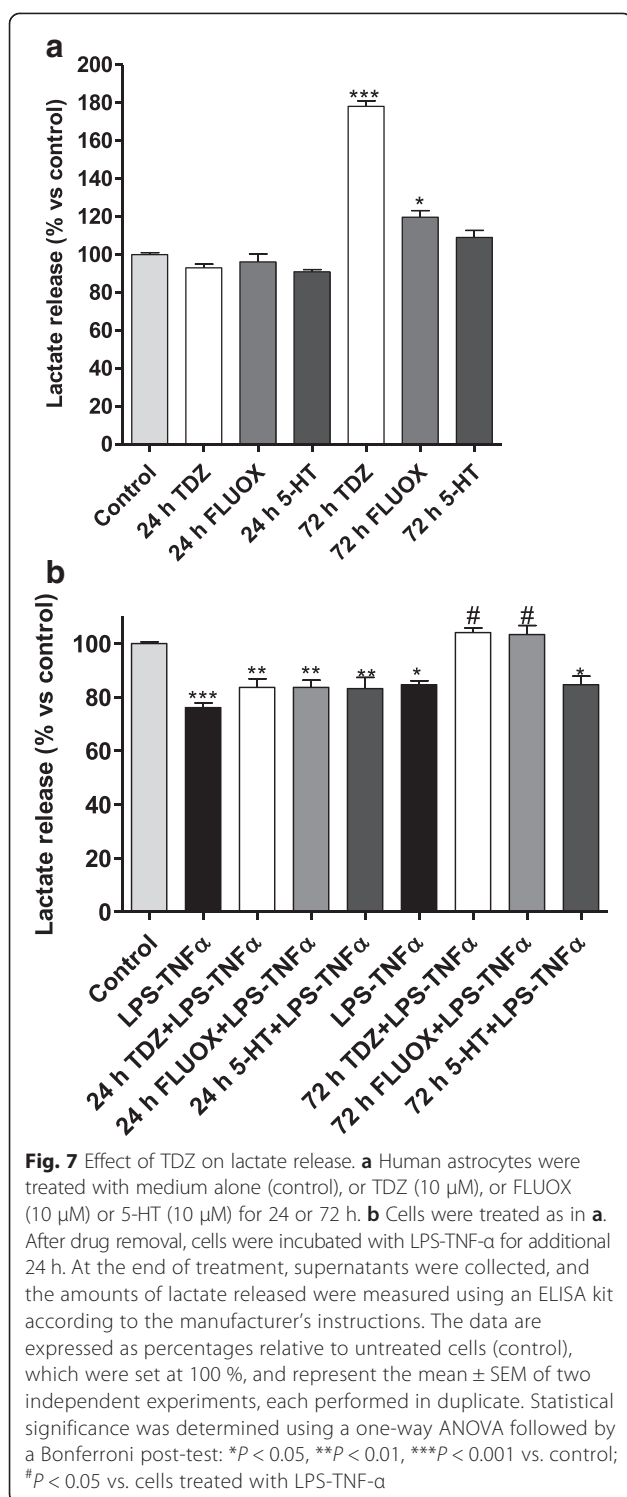 a
Lactate release (% vs control)
200
180
160
140
120
100
80
60
40
20
0
***
*
Control
24 h TDZ
24 h FLUOX
24 h 5-HT
72 h TDZ
72 h FLUOX
72 h 5-HT
b
Lactate release (% vs control)
100
80
60
40
20
0
***
**
**
**
*
#
#
*
Control
LPS-TNFα
24 h TDZ+LPS-TNFα
24 h FLUOX+LPS-TNFα
24 h 5-HT+LPS-TNFα
LPS-TNFα
72 h TDZ+LPS-TNFα
72 h FLUOX+LPS-TNFα
72 h 5-HT+LPS-TNFα
Fig. 7 Effect of TDZ on lactate release. a Human astrocytes were
treated with medium alone (control), or TDZ (10 μM), or FLUOX
(10 μM) or 5-HT (10 μM) for 24 or 72 h. b Cells were treated as in a.
After drug removal, cells were incubated with LPS-TNF-α for additional
24 h. At the end of treatment, supernatants were collected, and
the amounts of lactate released were measured using an ELISA kit
according to the manufacturer's instructions. The data are
expressed as percentages relative to untreated cells (control),
which were set at 100 %, and represent the mean ± SEM of two
independent experiments, each performed in duplicate. Statistical
significance was determined using a one-way ANOVA followed by
a Bonferroni post-test: *P < 0.05, **P < 0.01, ***P < 0.001 vs. control;
#P < 0.05 vs. cells treated with LPS-TNF-α